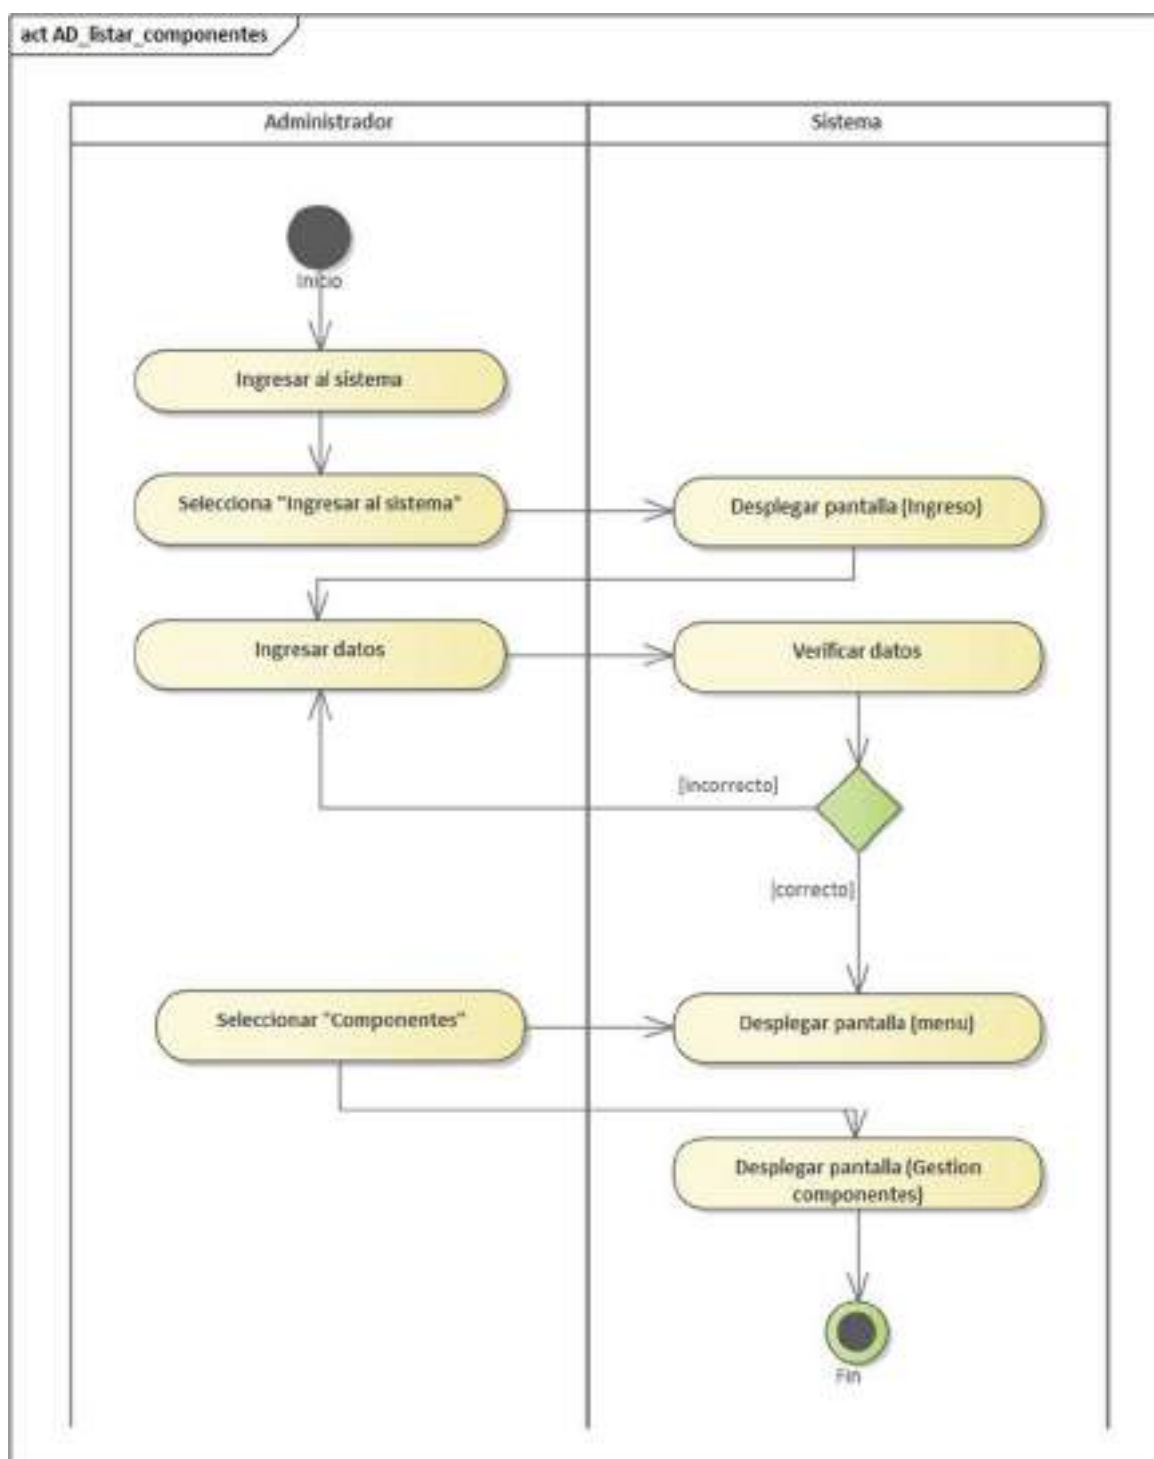 act AD_listar_componentes
Administrador
Sistema
Inicio
Ingresar al sistema
Selecciona "Ingresar al sistema"
Desplegar pantalla (Ingreso)
Ingresar datos
Verificar datos
[incorrecto]
[correcto]
Seleccionar "Componentes"
Desplegar pantalla (menu)
Desplegar pantalla (Gestion
componentes)
Fin